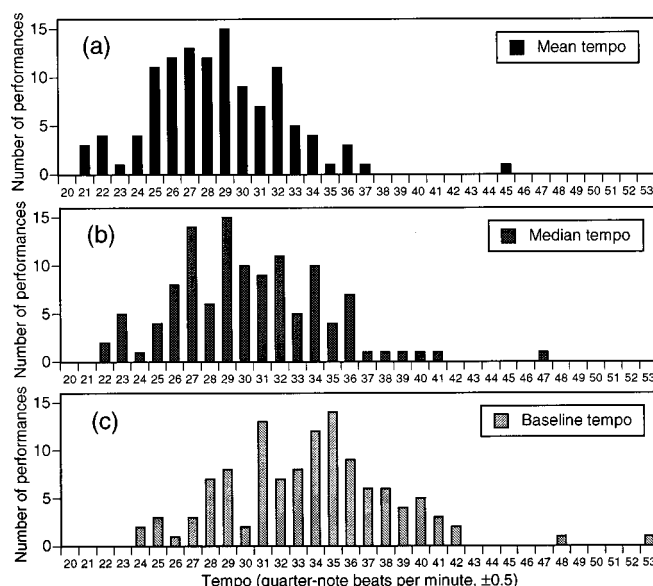 Number of performances
15
10
5
0
(a)
Mean tempo
20 21 22 23 24 25 26 27 28 29 30 31 32 33 34 35 36 37 38 39 40 41 42 43 44 45 46 47 48 49 50 51 52 53
Number of performances
15
10
5
0
(b)
Median tempo
20 21 22 23 24 25 26 27 28 29 30 31 32 33 34 35 36 37 38 39 40 41 42 43 44 45 46 47 48 49 50 51 52 53
Number of performances
15
10
5
0
(c)
Baseline tempo
20 21 22 23 24 25 26 27 28 29 30 31 32 33 34 35 36 37 38 39 40 41 42 43 44 45 46 47 48 49 50 51 52 53
Tempo (quarter-note beats per minute, ±0.5)